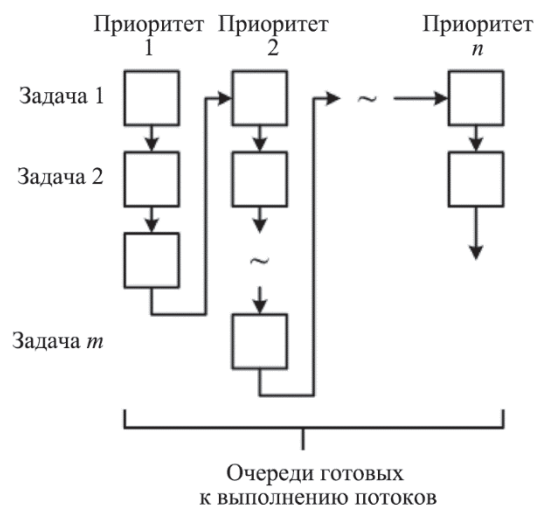 Приоритет
1
Приоритет
2
Приоритет
n
Задача 1
~
Задача 2
~
Задача m
Очереди готовых
к выполнению потоков